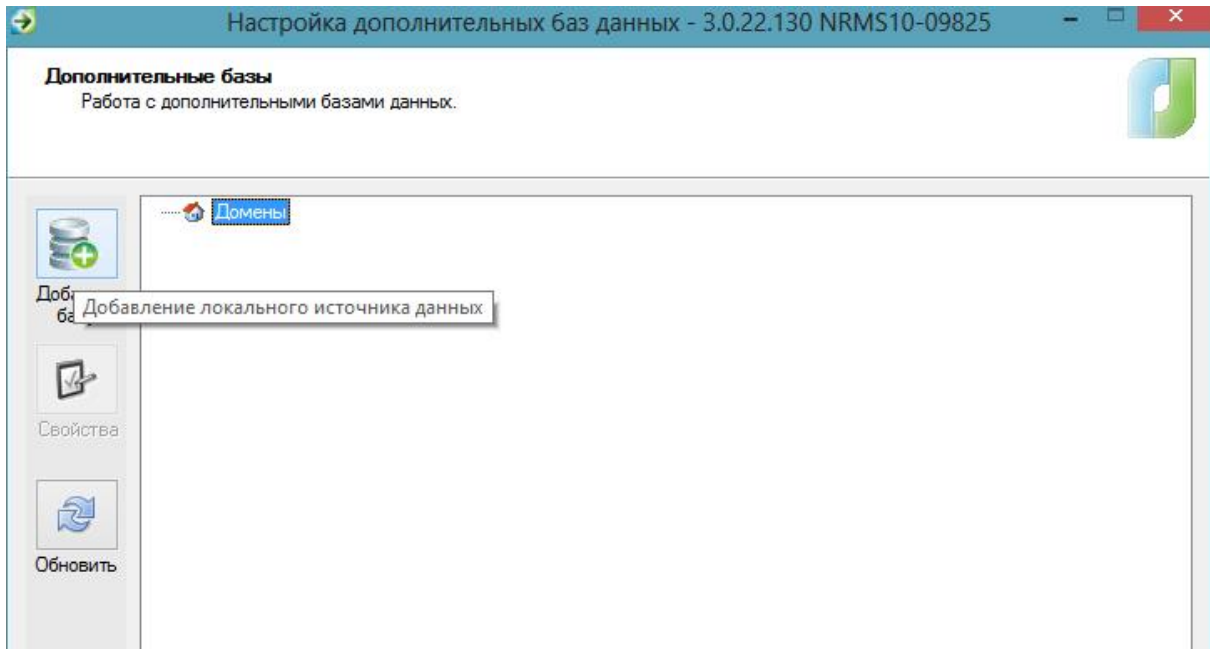 Настройка дополнительных баз данных - 3.0.22.130 NRMS10-09825
Дополнительные базы
Работа с дополнительными базами данных.
Домены
Добавление локального источника данных
Свойства
Обновить